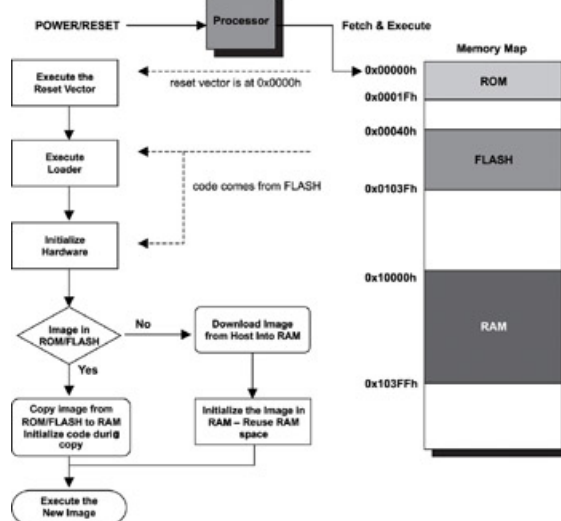 POWER/RESET
Processor
Fetch & Execute
Memory Map
Execute the
Reset Vector
reset vector is at 0x0000h
0x00000h
ROM
0x0001Fh
0x00040h
Execute
Loader
FLASH
code comes from FLASH
0x0103Fh
Initialize
Hardware
0x10000h
Image in
ROM/FLASH
No
Download Image
from Host Into RAM
RAM
Yes
0x103FFh
Copy image from
ROM/FLASH to RAM
Initialize code durig
copy
Initialize the Image in
RAM – Reuse RAM
space
Execute the
New Image